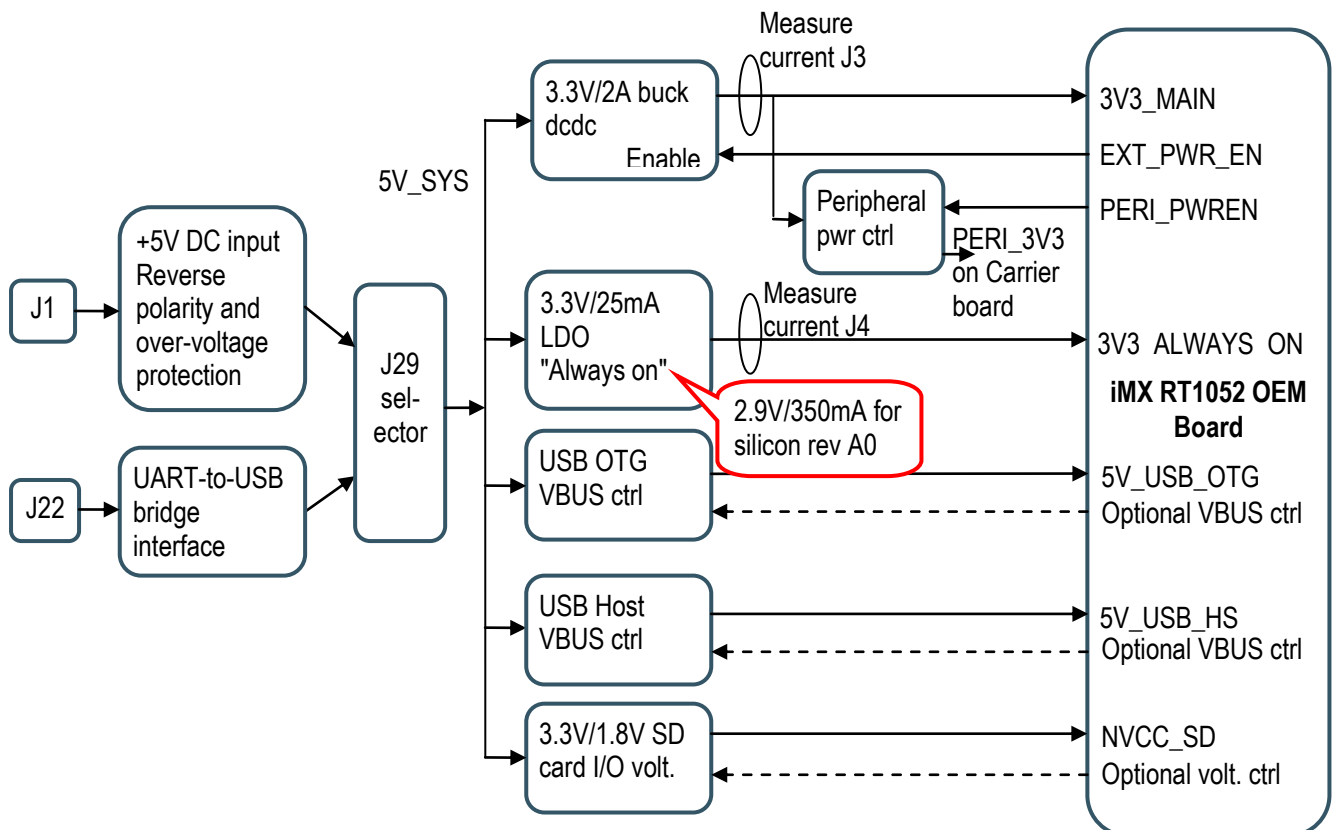 Measure
current J3
3.3V/2A buck
dcdc
Enable
3V3_MAIN
EXT_PWR_EN
PERI_PWREN
5V_SYS
Peripheral
pwr ctrl
PERI_3V3
on Carrier
board
+5V DC input
Reverse
polarity and
over-voltage
protection
J1
J29
sel-
ector
3.3V/25mA
LDO
"Always on"
Measure
current J4
3V3 ALWAYS ON
iMX RT1052 OEM
Board
2.9V/350mA for
silicon rev A0
J22
UART-to-USB
bridge
interface
USB OTG
VBUS ctrl
5V_USB_OTG
Optional VBUS ctrl
USB Host
VBUS ctrl
5V_USB_HS
Optional VBUS ctrl
3.3V/1.8V SD
card I/O volt.
NVCC_SD
Optional volt. ctrl